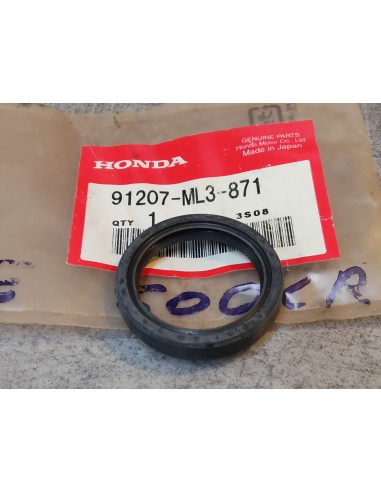 GENUINE PARTS
Honda Motor Co., Ltd.
Made in Japan
HONDA
91207-ML3-871
QTY 1 3S08